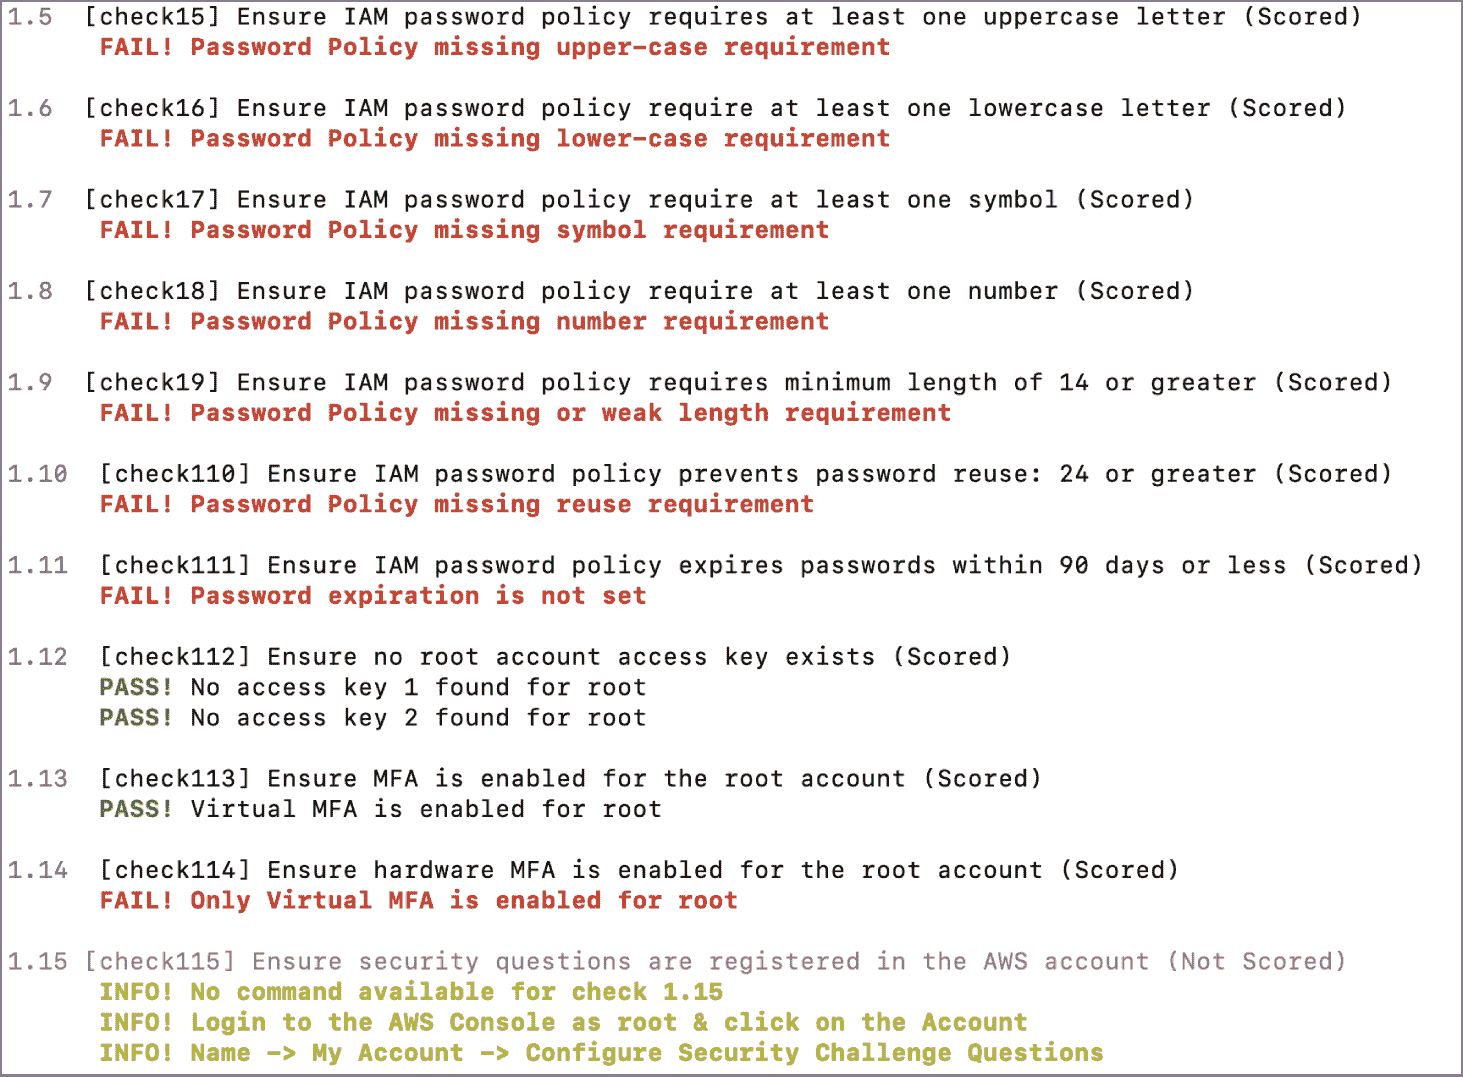 1.5 [check15] Ensure IAM password policy requires at least one uppercase letter (Scored)
FAIL! Password Policy missing upper-case requirement
1.6 [check16] Ensure IAM password policy require at least one lowercase letter (Scored)
FAIL! Password Policy missing lower-case requirement
1.7 [check17] Ensure IAM password policy require at least one symbol (Scored)
FAIL! Password Policy missing symbol requirement
1.8 [check18] Ensure IAM password policy require at least one number (Scored)
FAIL! Password Policy missing number requirement
1.9 [check19] Ensure IAM password policy requires minimum length of 14 or greater (Scored)
FAIL! Password Policy missing or weak length requirement
1.10 [check110] Ensure IAM password policy prevents password reuse: 24 or greater (Scored)
FAIL! Password Policy missing reuse requirement
1.11 [check111] Ensure IAM password policy expires passwords within 90 days or less (Scored)
FAIL! Password expiration is not set
1.12 [check112] Ensure no root account access key exists (Scored)
PASS! No access key 1 found for root
PASS! No access key 2 found for root
1.13 [check113] Ensure MFA is enabled for the root account (Scored)
PASS! Virtual MFA is enabled for root
1.14 [check114] Ensure hardware MFA is enabled for the root account (Scored)
FAIL! Only Virtual MFA is enabled for root
1.15 [check115] Ensure security questions are registered in the AWS account (Not Scored)
INFO! No command available for check 1.15
INFO! Login to the AWS Console as root & click on the Account
INFO! Name -> My Account -> Configure Security Challenge Questions